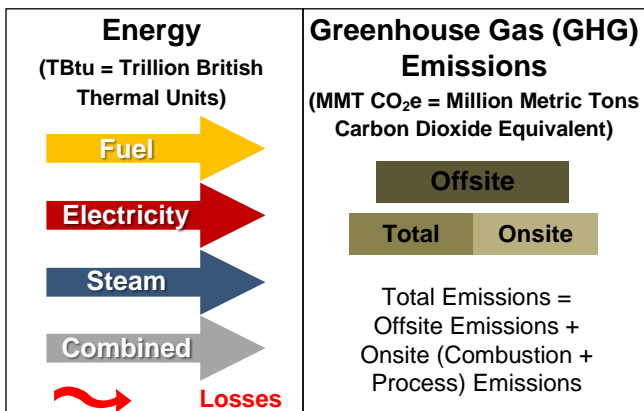 Energy
(TBtu = Trillion British
Thermal Units)
Fuel
Electricity
Steam
Combined
Losses
Greenhouse Gas (GHG)
Emissions
(MMT CO₂e = Million Metric Tons
Carbon Dioxide Equivalent)
Offsite
Total Onsite
Total Emissions =
Offsite Emissions +
Onsite (Combustion +
Process) Emissions